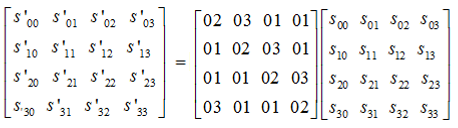 s'00 s'01 s'02 s'03 02 03 01 01 s00 s01 s02 s03
s'10 s'11 s'12 s'13 01 02 03 01 s10 s11 s12 s13
=
s'20 s'21 s'22 s'23 01 01 02 03 s20 s21 s22 s23
s.30 s'31 s'32 s'33 03 01 01 02 s30 s31 s32 s33